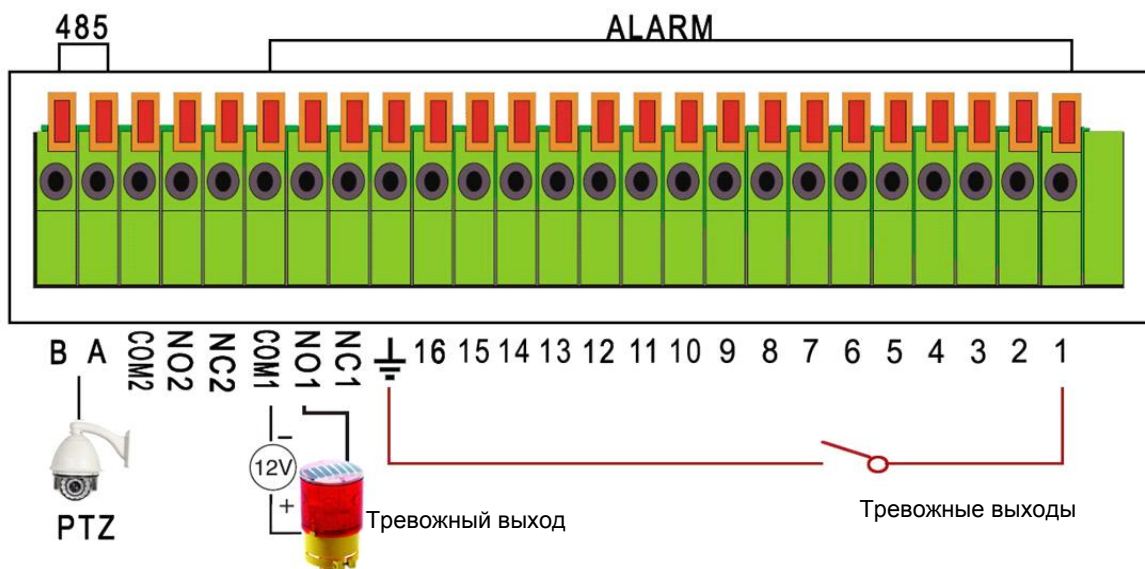 485 ALARM
B A COM2 NO2 NC2 COM1 NO1 NC1 16 15 14 13 12 11 10 9 8 7 6 5 4 3 2 1
−
12V
+
Тревожный выход
Тревожные выходы
PTZ